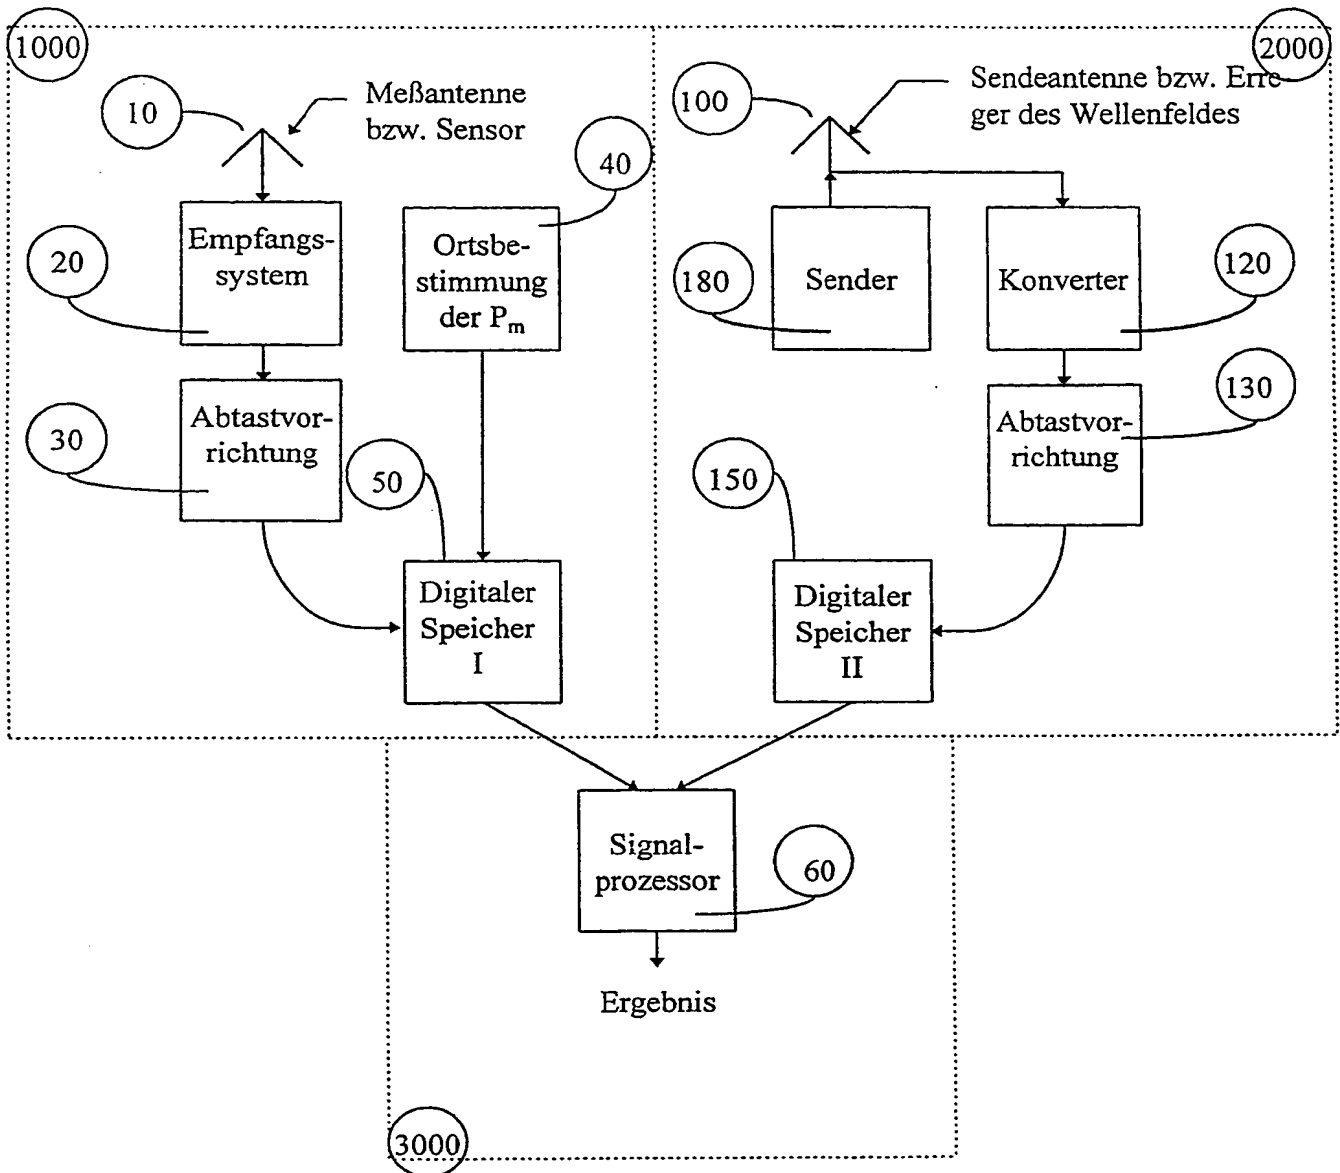 1000
2000
10
Meßantenne
bzw. Sensor
40
100
Sendeantenne bzw. Erre-
ger des Wellenfeldes
20
Empfangs-
system
Ortsbe-
stimmung
der Pm
180
Sender
Konverter
120
30
Abtastvor-
richtung
50
150
Abtastvor-
richtung
130
Digitaler
Speicher
I
Digitaler
Speicher
II
Signal-
prozessor
60
Ergebnis
3000